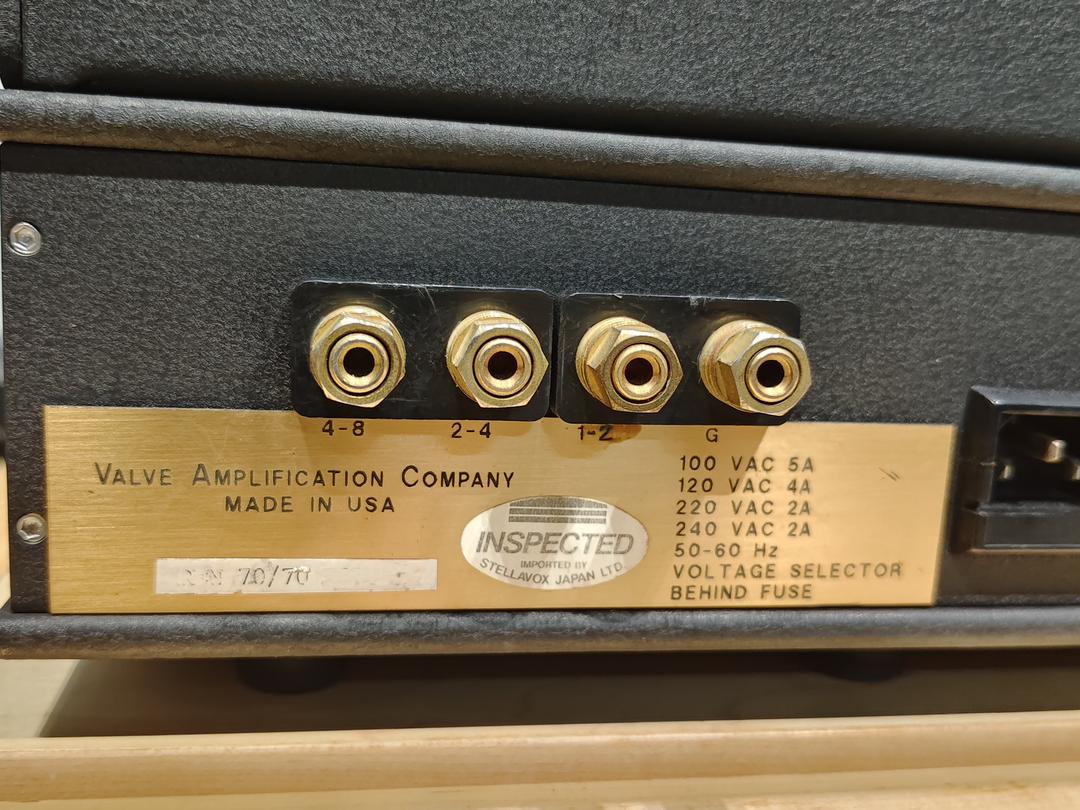 4-8 2-4 1-2 G
VALVE AMPLIFICATION COMPANY
MADE IN USA
70/70
INSPECTED
IMPORTED BY
STELLAVOX JAPAN LTD.
100 VAC 5A
120 VAC 4A
220 VAC 2A
240 VAC 2A
50-60 Hz
VOLTAGE SELECTOR
BEHIND FUSE